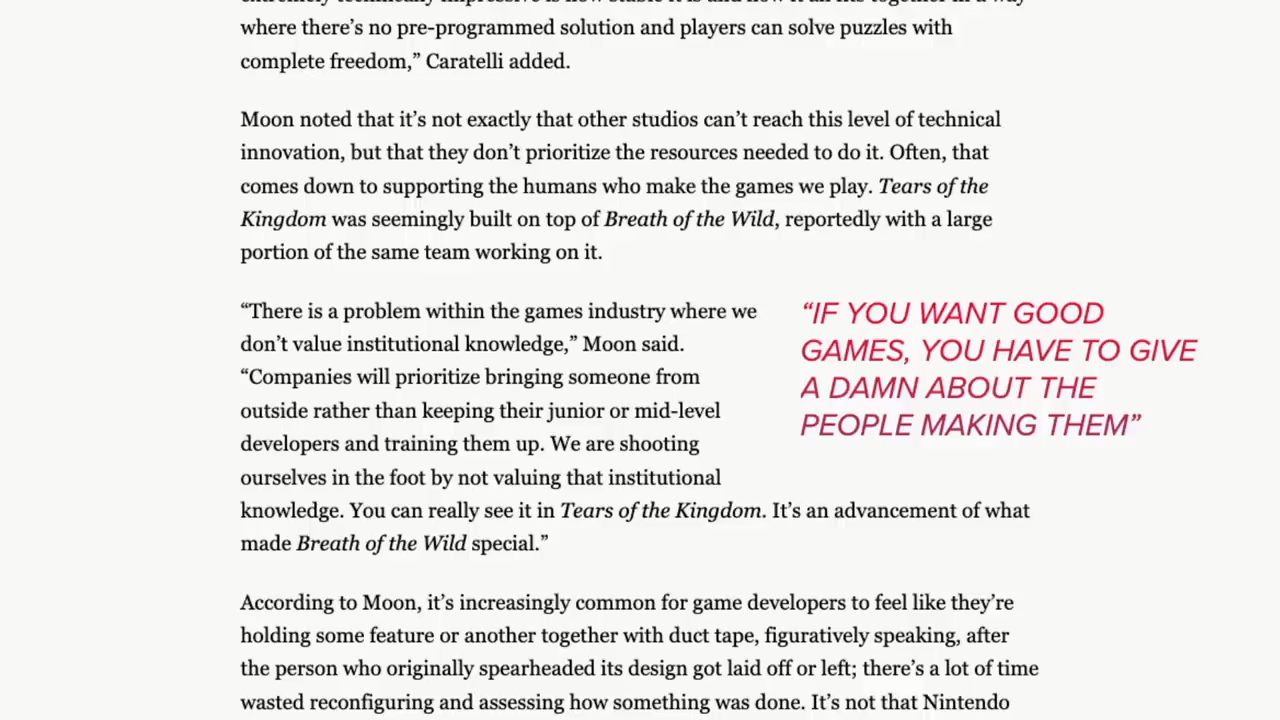 where there’s no pre-programmed solution and players can solve puzzles with
complete freedom,” Caratelli added.
Moon noted that it’s not exactly that other studios can’t reach this level of technical
innovation, but that they don’t prioritize the resources needed to do it. Often, that
comes down to supporting the humans who make the games we play. Tears of the
Kingdom was seemingly built on top of Breath of the Wild, reportedly with a large
portion of the same team working on it.
“There is a problem within the games industry where we
don’t value institutional knowledge,” Moon said.
“Companies will prioritize bringing someone from
outside rather than keeping their junior or mid-level
developers and training them up. We are shooting
ourselves in the foot by not valuing that institutional
knowledge. You can really see it in Tears of the Kingdom. It’s an advancement of what
made Breath of the Wild special.”
“IF YOU WANT GOOD
GAMES, YOU HAVE TO GIVE
A DAMN ABOUT THE
PEOPLE MAKING THEM”
According to Moon, it’s increasingly common for game developers to feel like they’re
holding some feature or another together with duct tape, figuratively speaking, after
the person who originally spearheaded its design got laid off or left; there’s a lot of time
wasted reconfiguring and assessing how something was done. It’s not that Nintendo